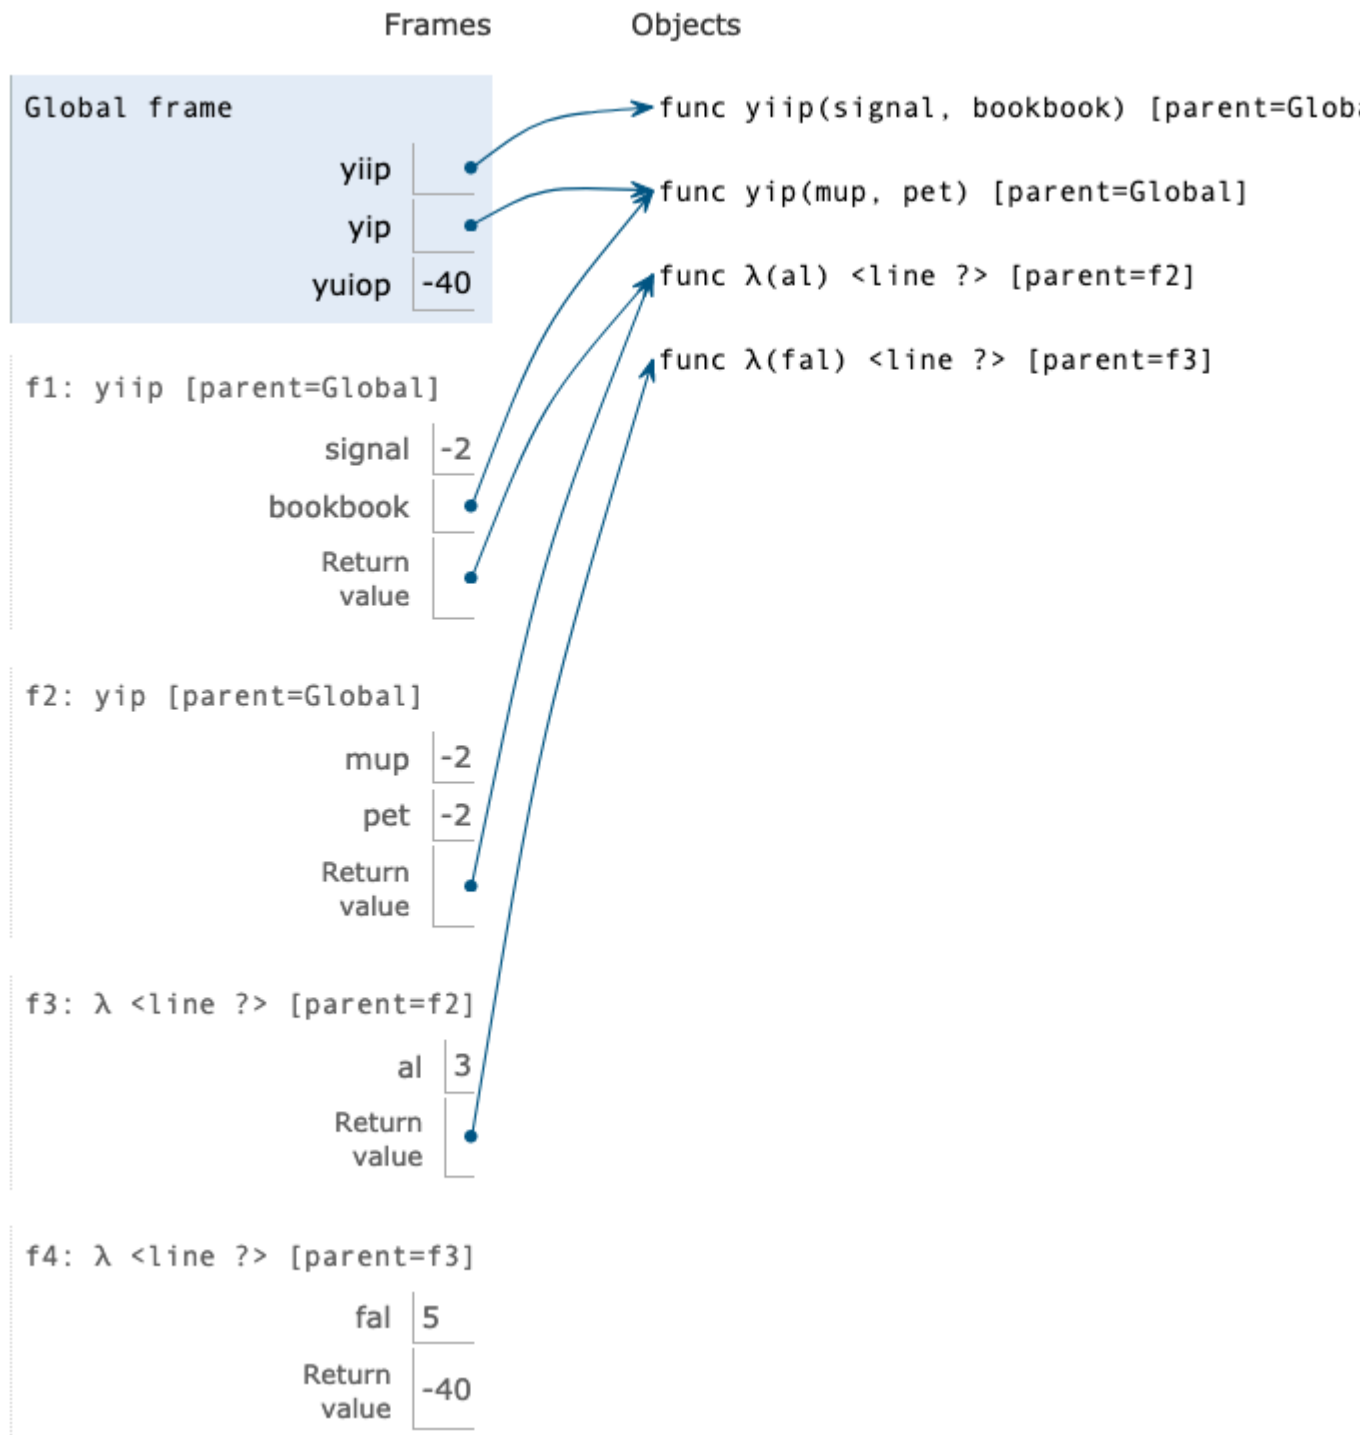 Frames Objects
Global frame
yiip
yip
yuiop -40
func yiip(signal, bookbook) [parent=Globa
func yip(mup, pet) [parent=Global]
func λ(al) <line ?> [parent=f2]
func λ(fal) <line ?> [parent=f3]
f1: yiip [parent=Global]
signal -2
bookbook
Return
value
f2: yip [parent=Global]
mup -2
pet -2
Return
value
f3: λ <line ?> [parent=f2]
al 3
Return
value
f4: λ <line ?> [parent=f3]
fal 5
Return
value -40